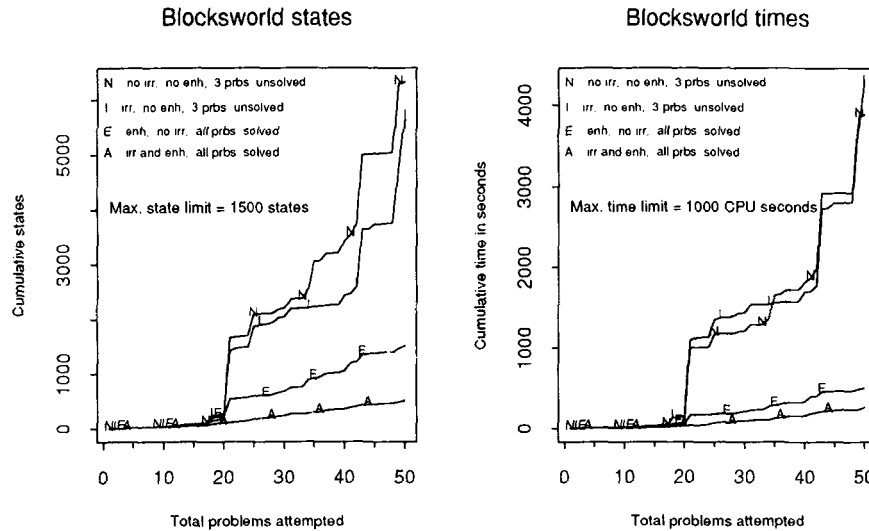 Blocksworld states
N no irr, no enh, 3 prbs unsolved
I irr, no enh, 3 prbs unsolved
E enh, no irr, all prbs solved
A irr and enh, all prbs solved
Max. state limit = 1500 states
Cumulative states
0 1000 3000 5000
0 10 20 30 40 50
Total problems attempted
Blocksworld times
N no irr, no enh, 3 prbs unsolved
I irr, no enh, 3 prbs unsolved
E enh, no irr, all prbs solved
A irr and enh, all prbs solved
Max. time limit = 1000 CPU seconds
Cumulative time in seconds
0 1000 2000 3000 4000
0 10 20 30 40 50
Total problems attempted